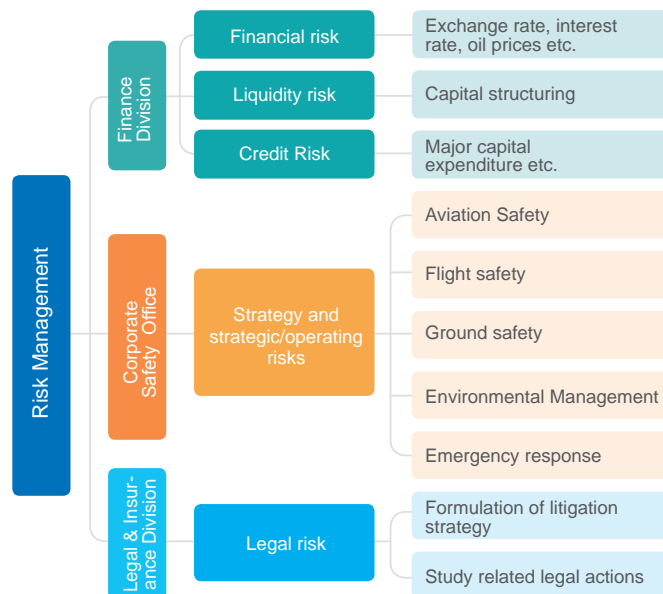 Risk Management
Finance
Division
Financial risk
Exchange rate, interest
rate, oil prices etc.
Liquidity risk
Capital structuring
Credit Risk
Major capital
expenditure etc.
Corporate
Safety Office
Strategy and
strategic/operating
risks
Aviation Safety
Flight safety
Ground safety
Environmental Management
Emergency response
Legal & Insur-
ance Division
Legal risk
Formulation of litigation
strategy
Study related legal actions